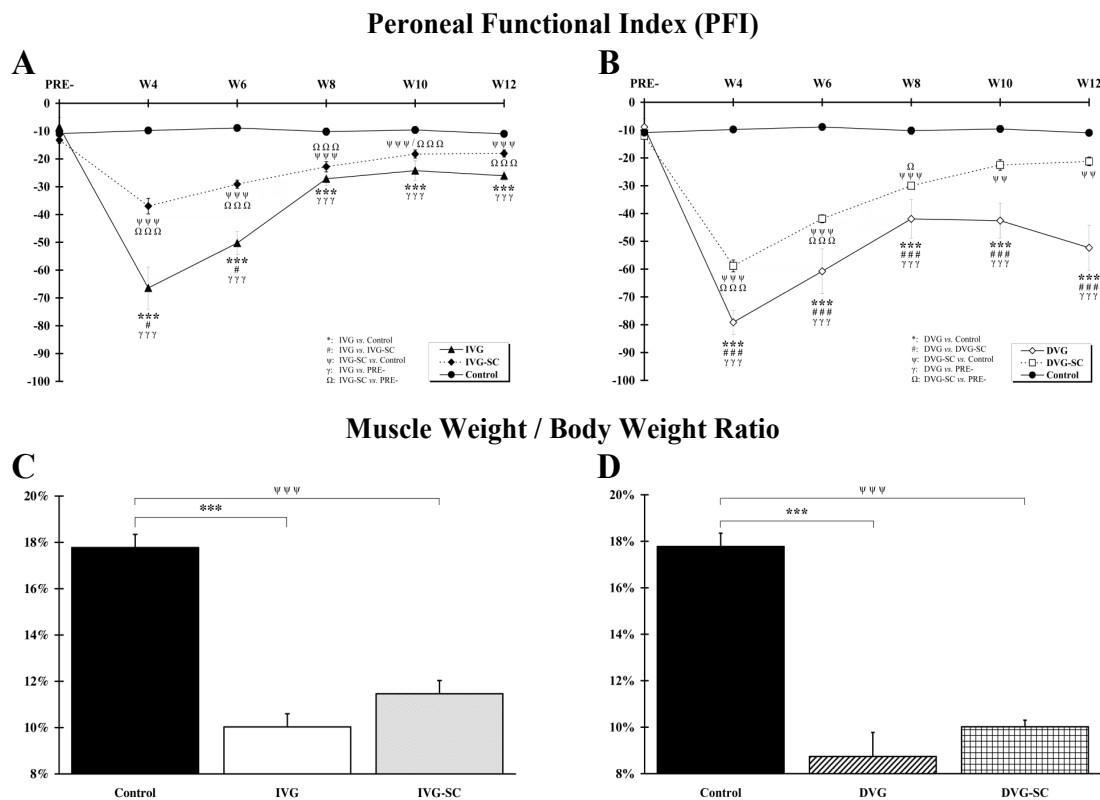 Peroneal Functional Index (PFI)
A
PRE- W4 W6 W8 W10 W12
0
-10
-20
-30
-40
-50
-60
-70
-80
-90
-100
ψψψ
ΩΩΩ
***
#
γγγ
ψψψ
ΩΩΩ
***
#
γγγ
ΩΩΩ
ψψψ
***
γγγ
ψψψ/ΩΩΩ
***
γγγ
ψψψ
ΩΩΩ
***
γγγ
*: IVG vs. Control
#: IVG vs. IVG-SC
ψ: IVG-SC vs. Control
γ: IVG vs. PRE-
Ω: IVG-SC vs. PRE-
IVG
IVG-SC
Control
B
PRE- W4 W6 W8 W10 W12
0
-10
-20
-30
-40
-50
-60
-70
-80
-90
-100
ψψψ
ΩΩΩ
***
###
γγγ
ψψψ
ΩΩΩ
***
###
γγγ
Ω
ψψψ
***
###
γγγ
ψψ
***
###
γγγ
ψψ
***
###
γγγ
*: DVG vs. Control
#: DVG vs. DVG-SC
ψ: DVG-SC vs. Control
γ: DVG vs. PRE-
Ω: DVG-SC vs. PRE-
DVG
DVG-SC
Control
Muscle Weight / Body Weight Ratio
C
20%
18%
16%
14%
12%
10%
8%
ψψψ
***
Control IVG IVG-SC
D
20%
18%
16%
14%
12%
10%
8%
ψψψ
***
Control DVG DVG-SC